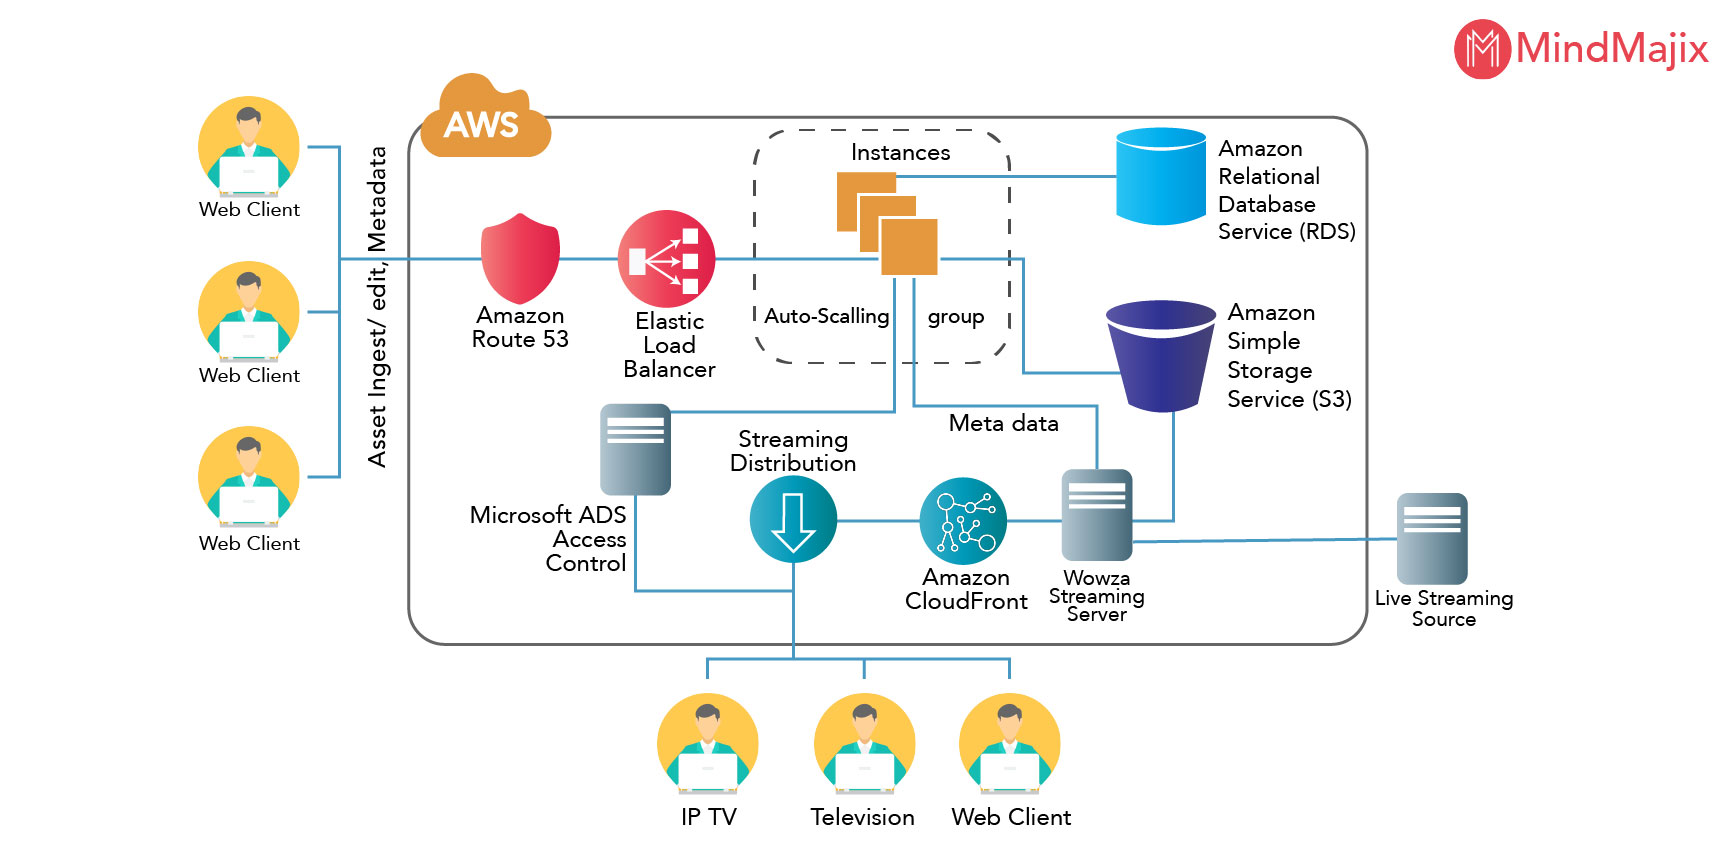 MindMajix
AWS
Instances
Amazon
Relational
Database
Service (RDS)
Web Client
Asset Ingest/ edit, Metadata
Amazon
Route 53
Elastic
Load
Balancer
Auto-Scalling group
Amazon
Simple
Storage
Service (S3)
Web Client
Meta data
Streaming
Distribution
Microsoft ADS
Access
Control
Web Client
Amazon
CloudFront
Wowza
Streaming
Server
Live Streaming
Source
IP TV
Television
Web Client